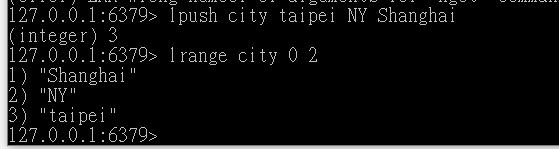 127.0.0.1:6379> lpush city taipei NY Shanghai
(integer) 3
127.0.0.1:6379> lrange city 0 2
1) "Shanghai"
2) "NY"
3) "taipei"
127.0.0.1:6379>